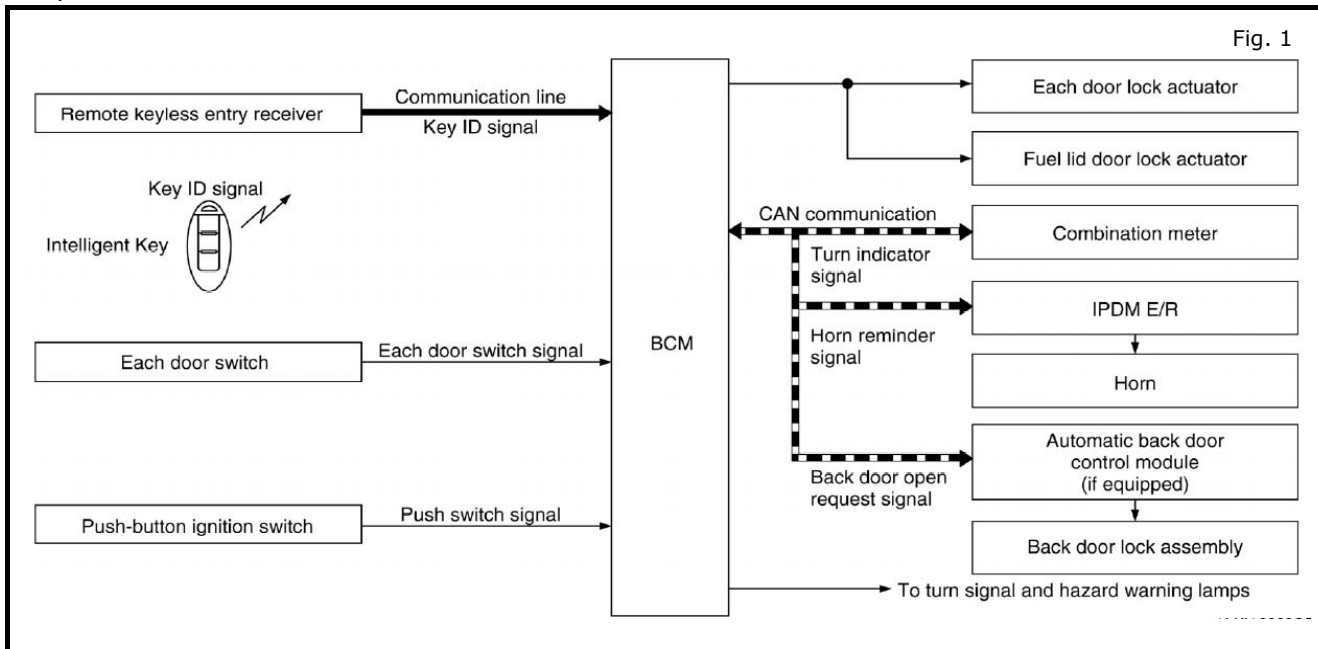 Fig. 1
Remote keyless entry receiver
Communication line
Key ID signal
Key ID signal
Intelligent Key
Each door switch
Each door switch signal
Push-button ignition switch
Push switch signal
BCM
Each door lock actuator
Fuel lid door lock actuator
CAN communication
Combination meter
Turn indicator
signal
IPDM E/R
Horn reminder
signal
Horn
Automatic back door
control module
(if equipped)
Back door open
request signal
Back door lock assembly
To turn signal and hazard warning lamps